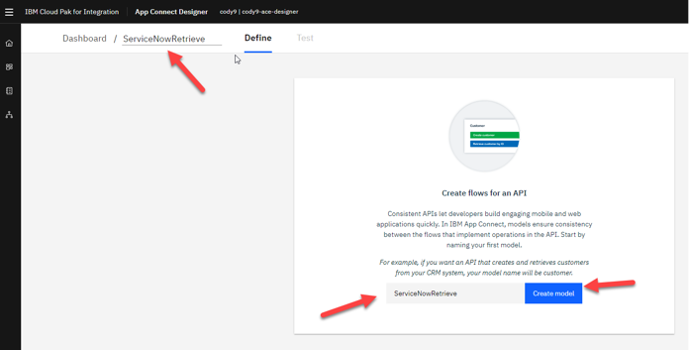 IBM Cloud Pak for Integration App Connect Designer cody9 | cody9-ace-designer
Dashboard / ServiceNowRetrieve Define Test
Customer
Create customer
Retrieve customer by ID
Create flows for an API
Consistent APIs let developers build engaging mobile and web
applications quickly. In IBM App Connect, models ensure consistency
between the flows that implement operations in the API. Start by
naming your first model.
For example, if you want an API that creates and retrieves customers
from your CRM system, your model name will be customer.
ServiceNowRetrieve Create model